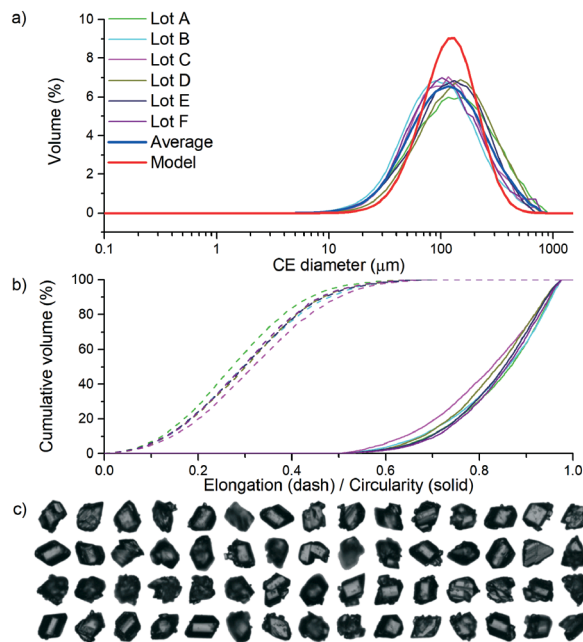 a)
Lot A
Lot B
Lot C
Lot D
Lot E
Lot F
Average
Model
Volume (%)
10
8
6
4
2
0
0.1 1 10 100 1000
CE diameter (μm)
b)
Cumulative volume (%)
100
80
60
40
20
0
0.0 0.2 0.4 0.6 0.8 1.0
Elongation (dash) / Circularity (solid)
c)